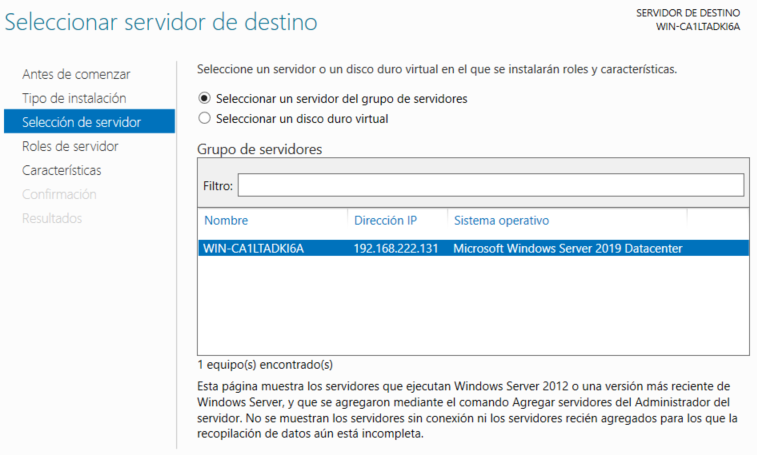 Seleccionar servidor de destino
SERVIDOR DE DESTINO
WIN-CA1LTADKI6A
Antes de comenzar
Tipo de instalación
Selección de servidor
Roles de servidor
Características
Confirmación
Resultados
Seleccione un servidor o un disco duro virtual en el que se instalarán roles y características.
Seleccionar un servidor del grupo de servidores
Seleccionar un disco duro virtual
Grupo de servidores
Filtro:
Nombre Dirección IP Sistema operativo
WIN-CA1LTADKI6A 192.168.222.131 Microsoft Windows Server 2019 Datacenter
1 equipo(s) encontrado(s)
Esta página muestra los servidores que ejecutan Windows Server 2012 o una versión más reciente de
Windows Server, y que se agregaron mediante el comando Agregar servidores del Administrador del
servidor. No se muestran los servidores sin conexión ni los servidores recién agregados para los que la
recopilación de datos aún está incompleta.